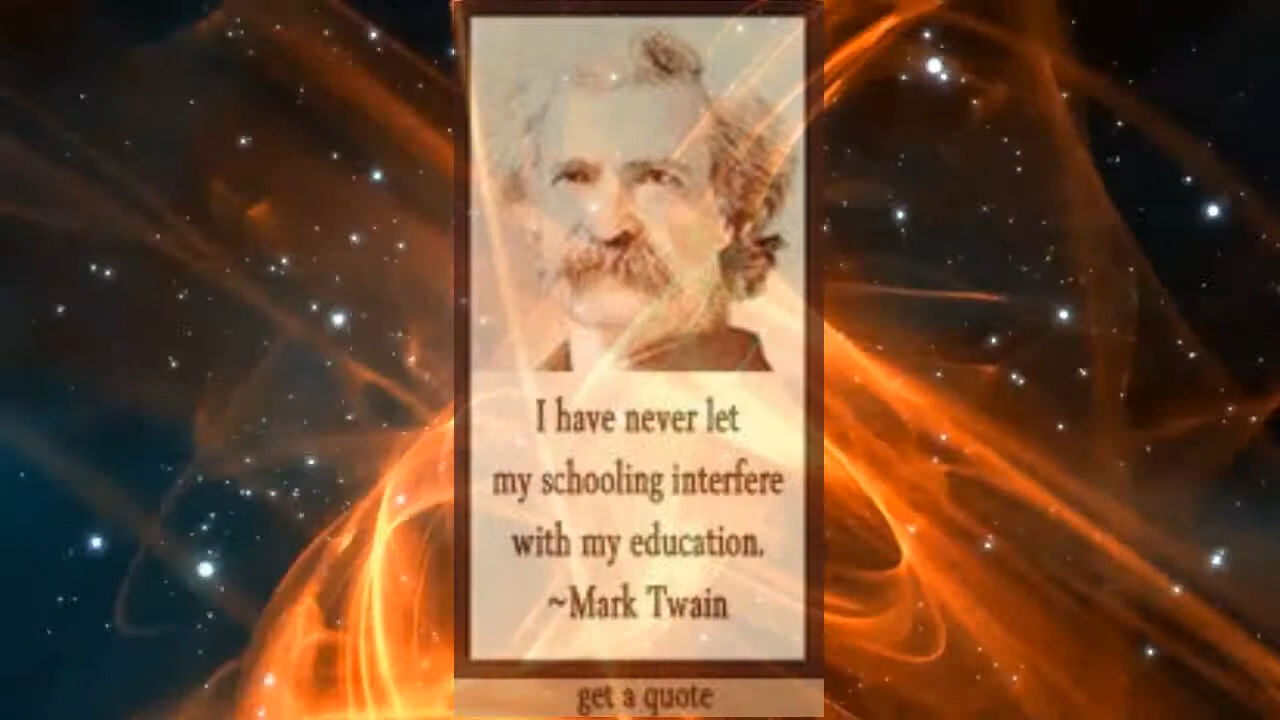 I have never let
my schooling interfere
with my education.
~Mark Twain
get a quote